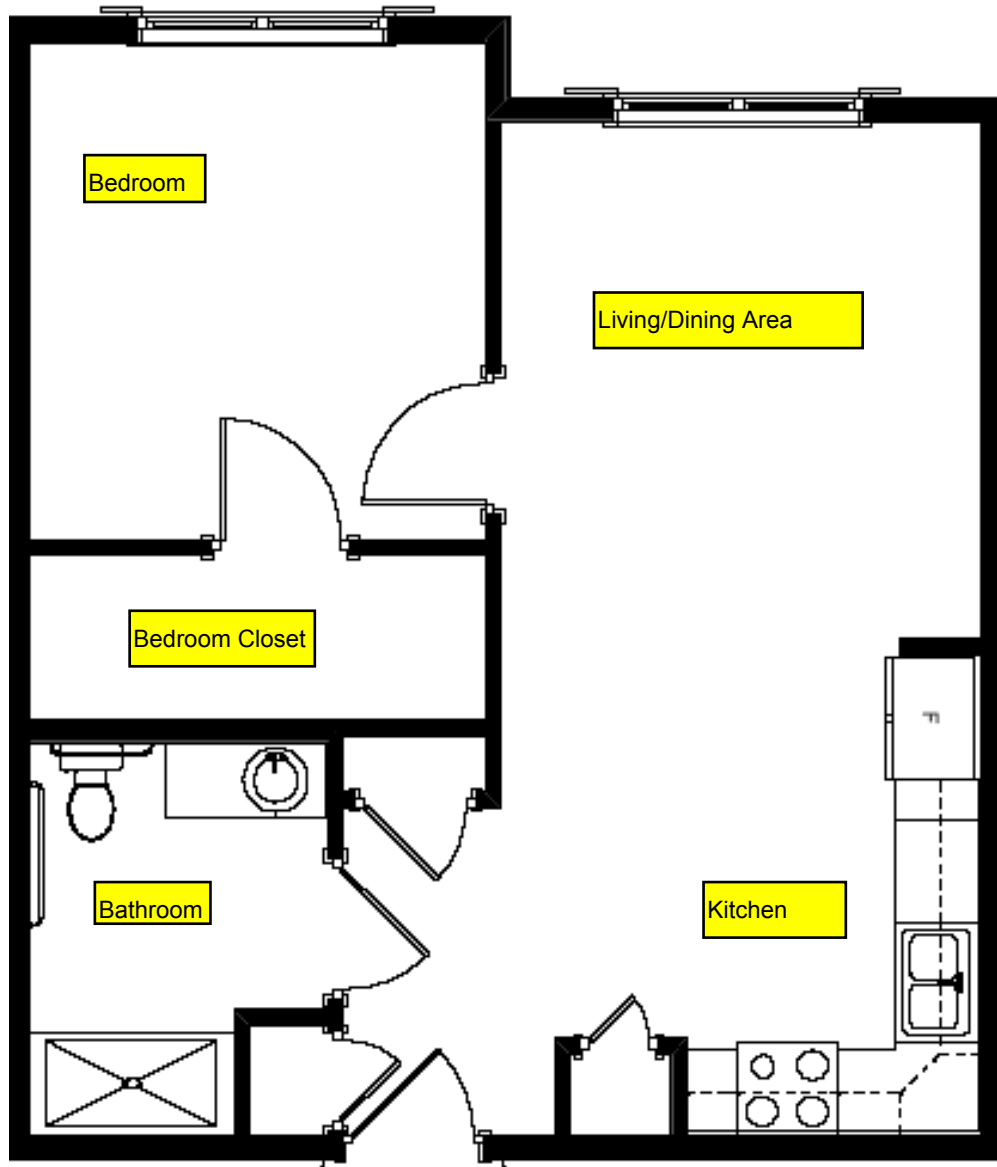 Bedroom
Living/Dining Area
Bedroom Closet
F
Bathroom
Kitchen